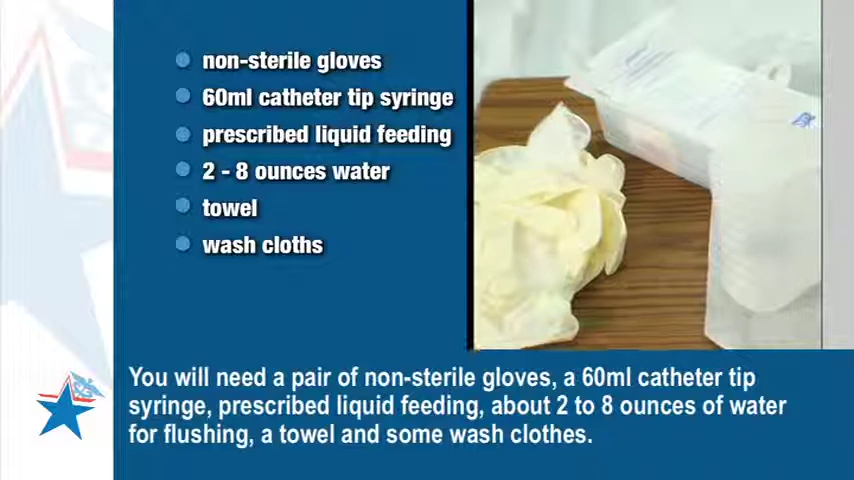 non-sterile gloves
60ml catheter tip syringe
prescribed liquid feeding
2 - 8 ounces water
towel
wash cloths
You will need a pair of non-sterile gloves, a 60ml catheter tip
syringe, prescribed liquid feeding, about 2 to 8 ounces of water
for flushing, a towel and some wash clothes.